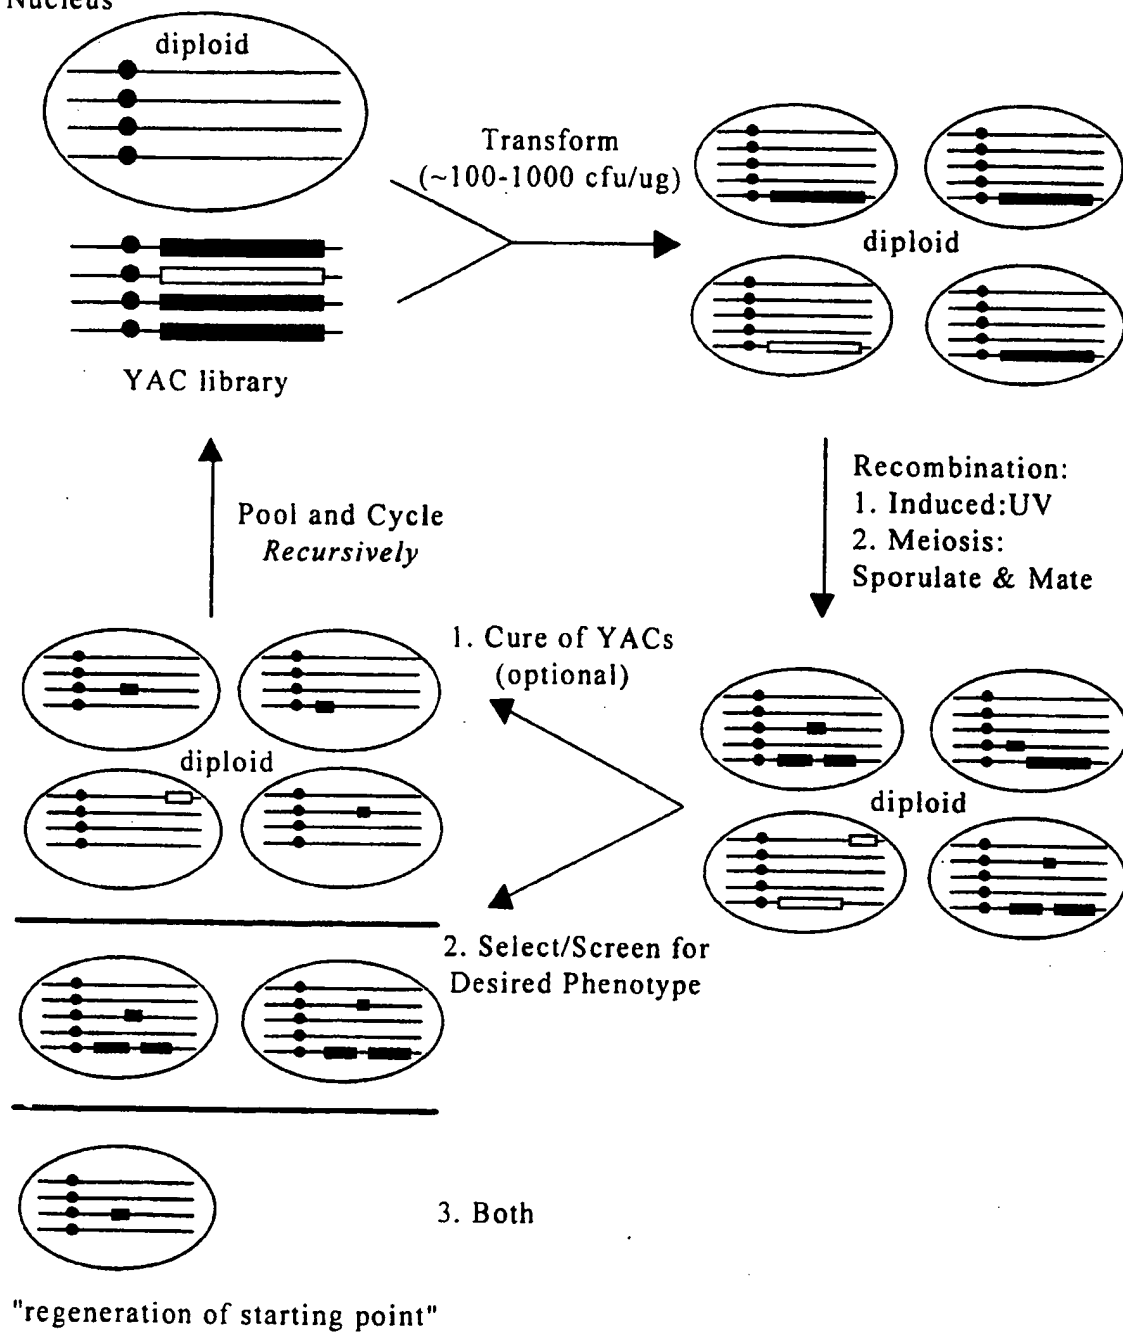 Nucleus
diploid
Transform
(~100-1000 cfu/ug)
diploid
YAC library
Recombination:
1. Induced:UV
2. Meiosis:
Sporulate & Mate
Pool and Cycle
Recursively
1. Cure of YACs
(optional)
diploid
diploid
2. Select/Screen for
Desired Phenotype
3. Both
"regeneration of starting point"